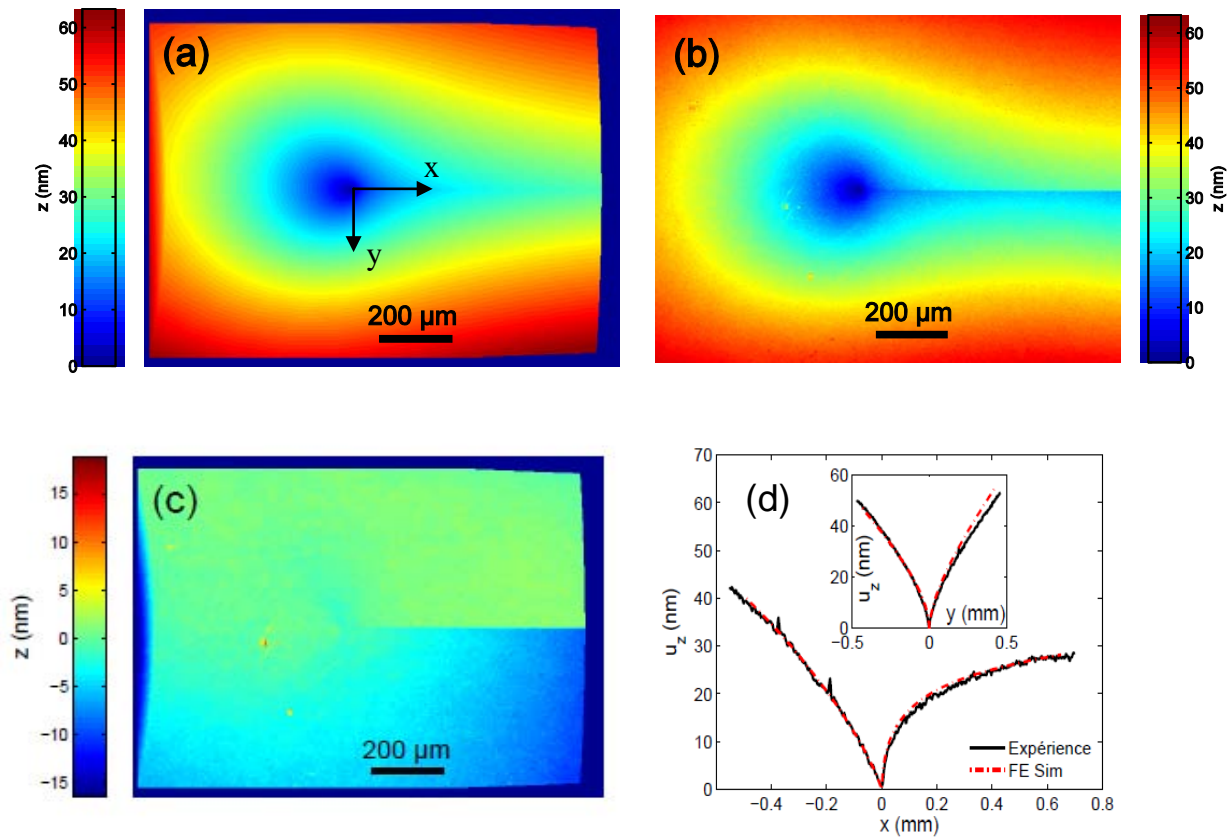 (a)
60
50
40
30
20
10
0
z (nm)
x
y
200 µm
(b)
60
50
40
30
20
10
0
z (nm)
200 µm
(c)
15
10
5
0
−5
−10
−15
z (nm)
200 µm
(d)
70
60
50
40
30
20
10
0
u_z (nm)
−0.4 −0.2 0 0.2 0.4 0.6 0.8
x (mm)
60
40
20
0
u_z (nm)
y (mm)
−0.5 0 0.5
Expérience
FE Sim